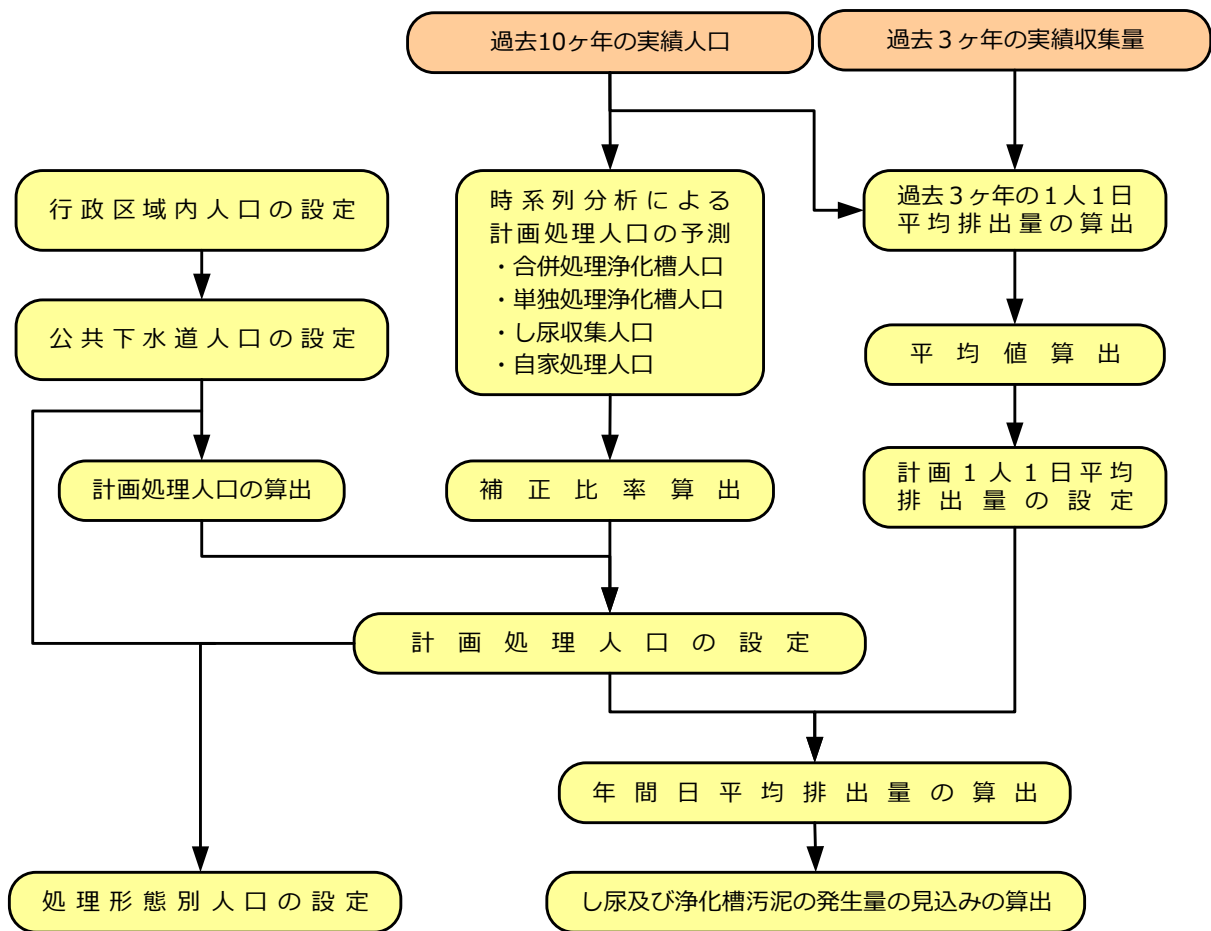 過去10ヶ年の実績人口
過去３ヶ年の実績収集量
行政区域内人口の設定
時系列分析による
計画処理人口の予測
・合併処理浄化槽人口
・単独処理浄化槽人口
・し尿収集人口
・自家処理人口
過去３ヶ年の１人１日
平均排出量の算出
公共下水道人口の設定
平均値算出
計画処理人口の算出
補正比率算出
計画１人１日平均
排出量の設定
計画処理人口の設定
年間日平均排出量の算出
処理形態別人口の設定
し尿及び浄化槽汚泥の発生量の見込みの算出